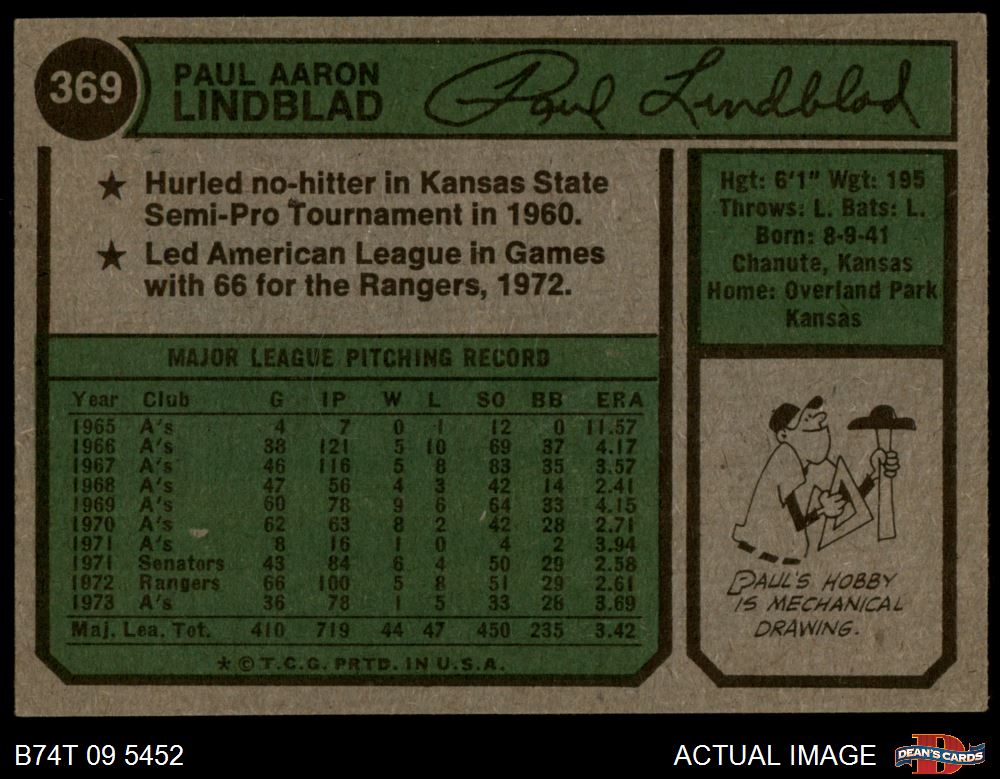 369
PAUL AARON
LINDBLAD
Paul Lindblad
★ Hurled no-hitter in Kansas State
Semi-Pro Tournament in 1960.
★ Led American League in Games
with 66 for the Rangers, 1972.
Hgt: 6'1" Wgt: 195
Throws: L. Bats: L.
Born: 8-9-41
Chanute, Kansas
Home: Overland Park
Kansas
MAJOR LEAGUE PITCHING RECORD
Year Club G IP W L SO BB ERA
1965 A's 4 7 0 1 12 0 11.57
1966 A's 38 121 5 10 69 37 4.17
1967 A's 46 116 5 8 83 35 3.57
1968 A's 47 56 4 3 42 14 2.41
1969 A's 60 78 9 6 64 33 4.15
1970 A's 62 63 8 2 42 28 2.71
1971 A's 8 16 1 0 4 2 3.94
1971 Senators 43 84 6 4 50 29 2.58
1972 Rangers 66 100 5 8 51 29 2.61
1973 A's 36 78 1 5 33 28 3.69
Maj. Lea. Tot. 410 719 44 47 450 235 3.42
★ © T.C.G. PRTD. IN U.S.A.
PAUL'S HOBBY
IS MECHANICAL
DRAWING.
B74T 09 5452
ACTUAL IMAGE
DEAN'S CARDS